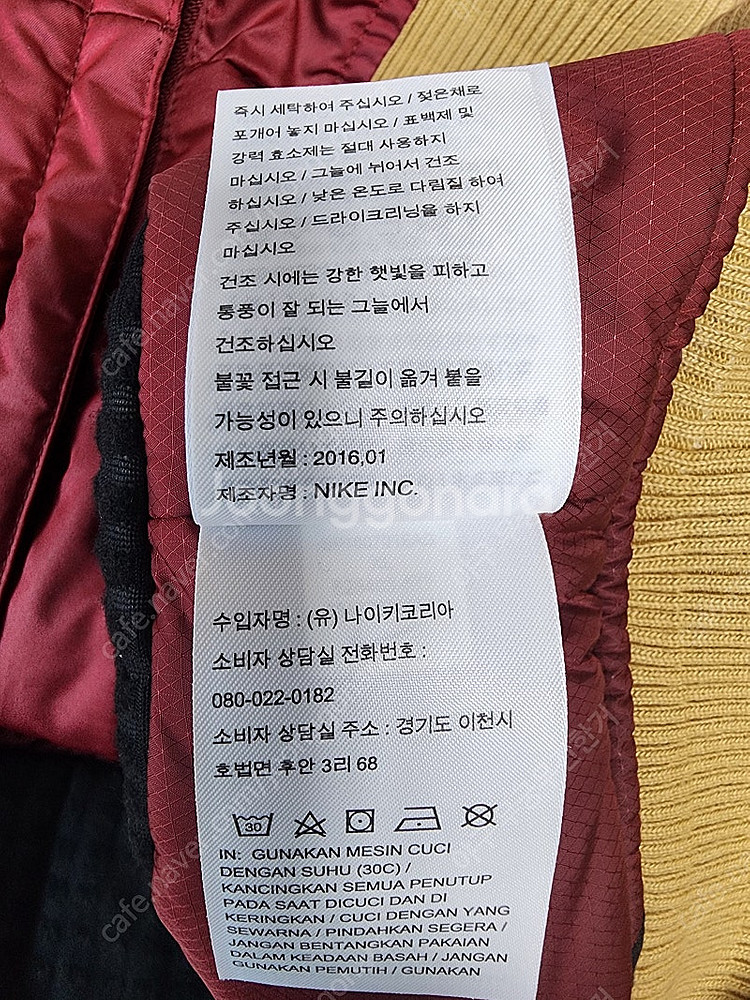 즉시 세탁하여 주십시오 / 젖은채로
포개어 놓지 마십시오 / 표백제 및
강력 효소제는 절대 사용하지
마십시오 / 그늘에 뉘어서 건조
하십시오 / 낮은 온도로 다림질 하여
주십시오 / 드라이크리닝을 하지
마십시오
건조 시에는 강한 햇빛을 피하고
통풍이 잘 되는 그늘에서
건조하십시오
불꽃 접근 시 불길이 옮겨 붙을
가능성이 있으니 주의하십시오
제조년월 : 2016,01
제조자명 : NIKE INC.
Joonggonara
수입자명 : (유) 나이키코리아
소비자 상담실 전화번호 :
080-022-0182
소비자 상담실 주소 : 경기도 이천시
호법면 후안 3리 68
30
IN: GUNAKAN MESIN CUCI
DENGAN SUHU (30C) /
KANCINGKAN SEMUA PENUTUP
PADA SAAT DICUCI DAN DI
KERINGKAN / CUCI DENGAN YANG
SEWARNA / PINDAHKAN SEGERA /
JANGAN BENTANGKAN PAKAIAN
DALAM KEADAAN BASAH / JANGAN
GUNAKAN PEMUTIH / GUNAKAN